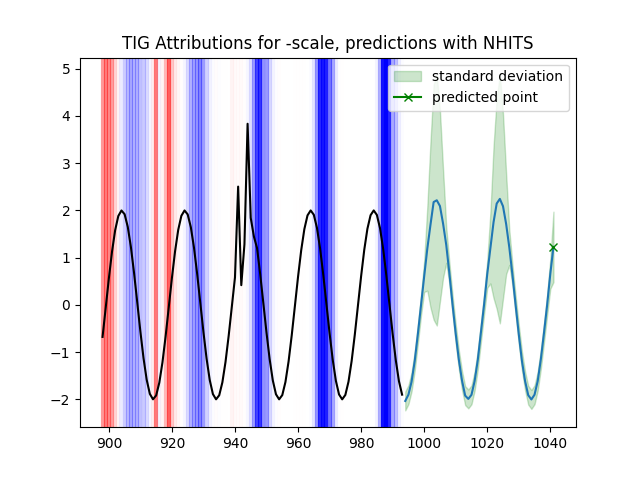 TIG Attributions for -scale, predictions with NHITS
standard deviation
predicted point
5
4
3
2
1
0
−1
−2
900 920 940 960 980 1000 1020 1040